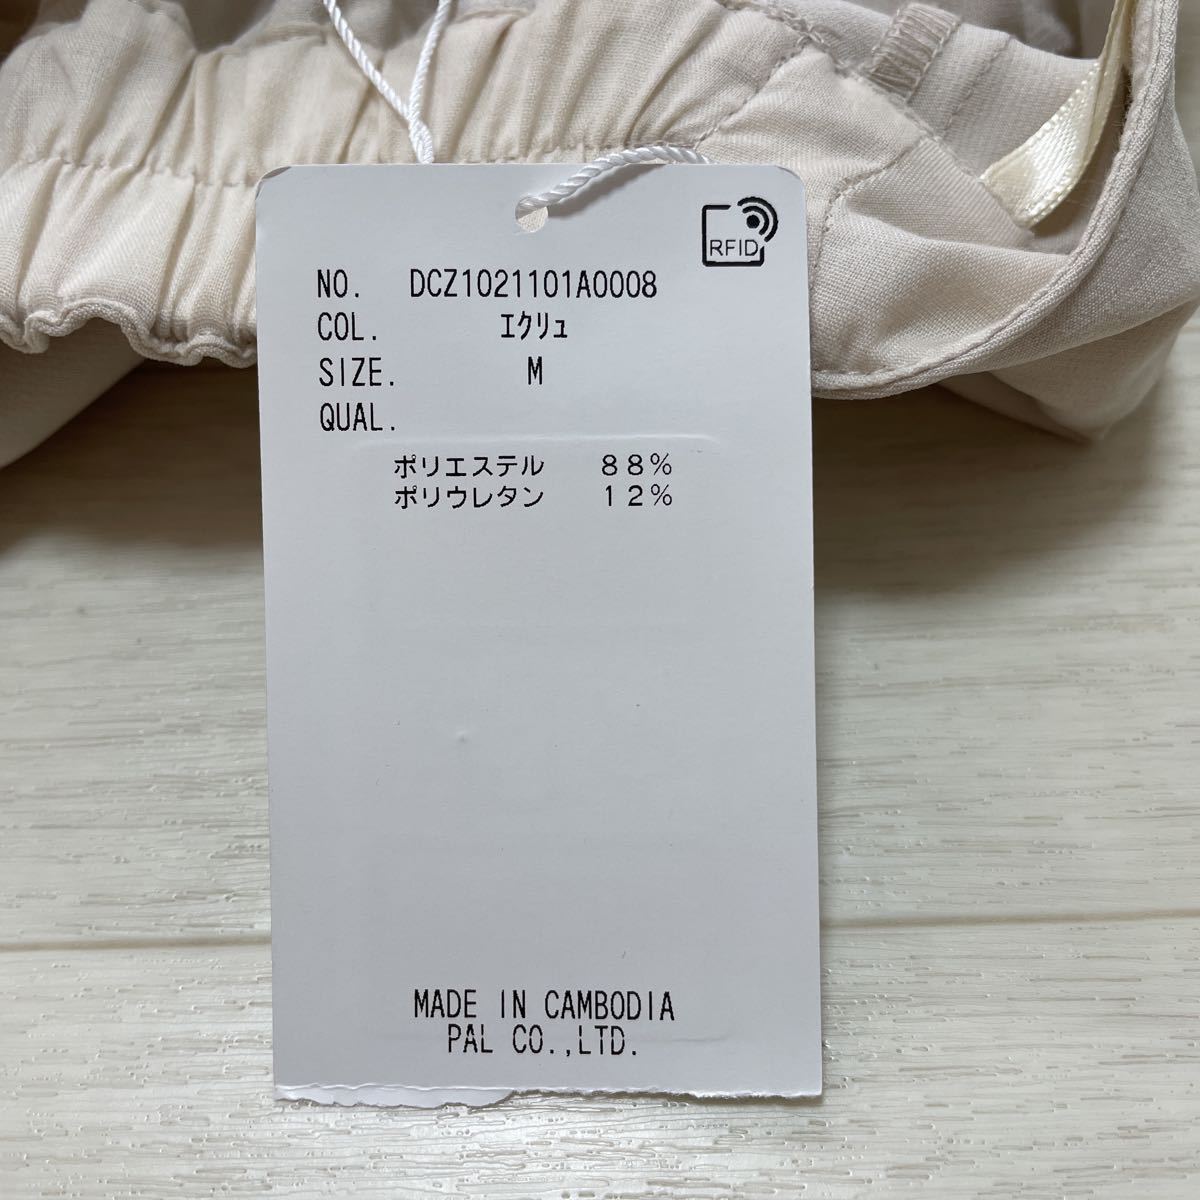 RFID
NO. DCZ1021101A0008
COL. ｴｸﾘｭ
SIZE. M
QUAL.
ポリエステル 88%
ポリウレタン 12%
MADE IN CAMBODIA
PAL CO.,LTD.